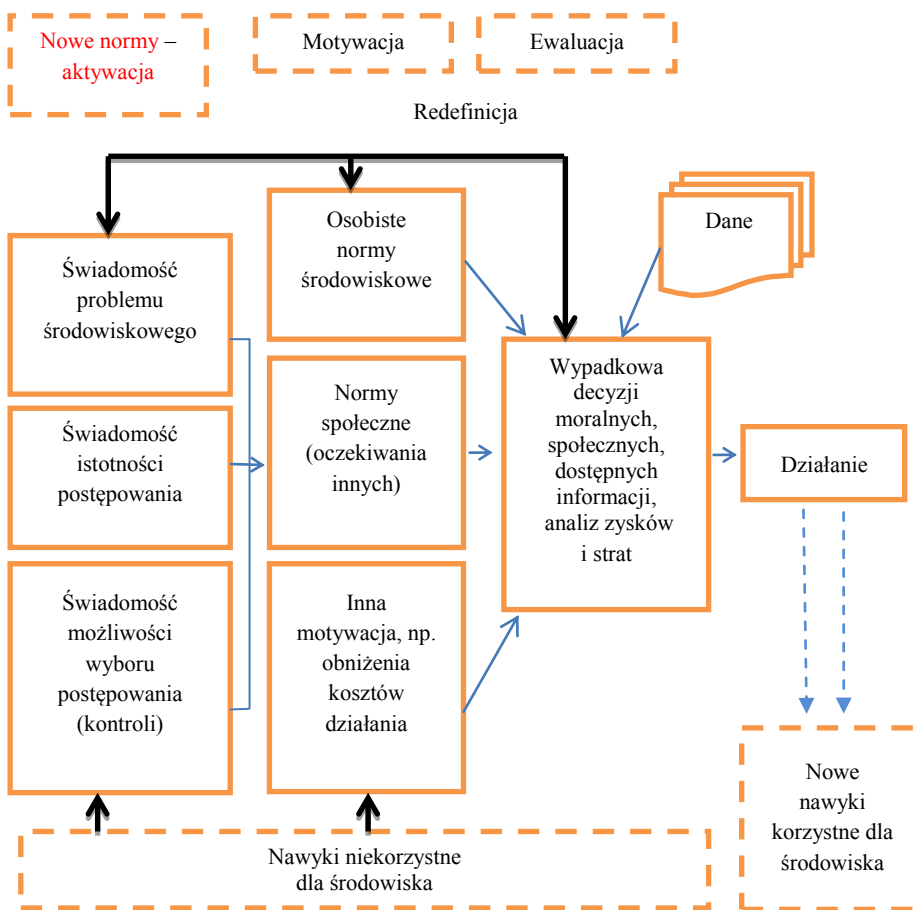 Nowe normy –
aktywacja
Motywacja
Ewaluacja
Redefinicja
Świadomość
problemu
środowiskowego
Świadomość
istotności
postępowania
Świadomość
możliwości
wyboru
postępowania
(kontroli)
Osobiste
normy
środowiskowe
Normy
społeczne
(oczekiwania
innych)
Inna
motywacja, np.
obniżenia
kosztów
działania
Dane
Wypadkowa
decyzji
moralnych,
społecznych,
dostępnych
informacji,
analiz zysków
i strat
Działanie
Nowe
nawyki
korzystne dla
środowiska
Nawyki niekorzystne
dla środowiska